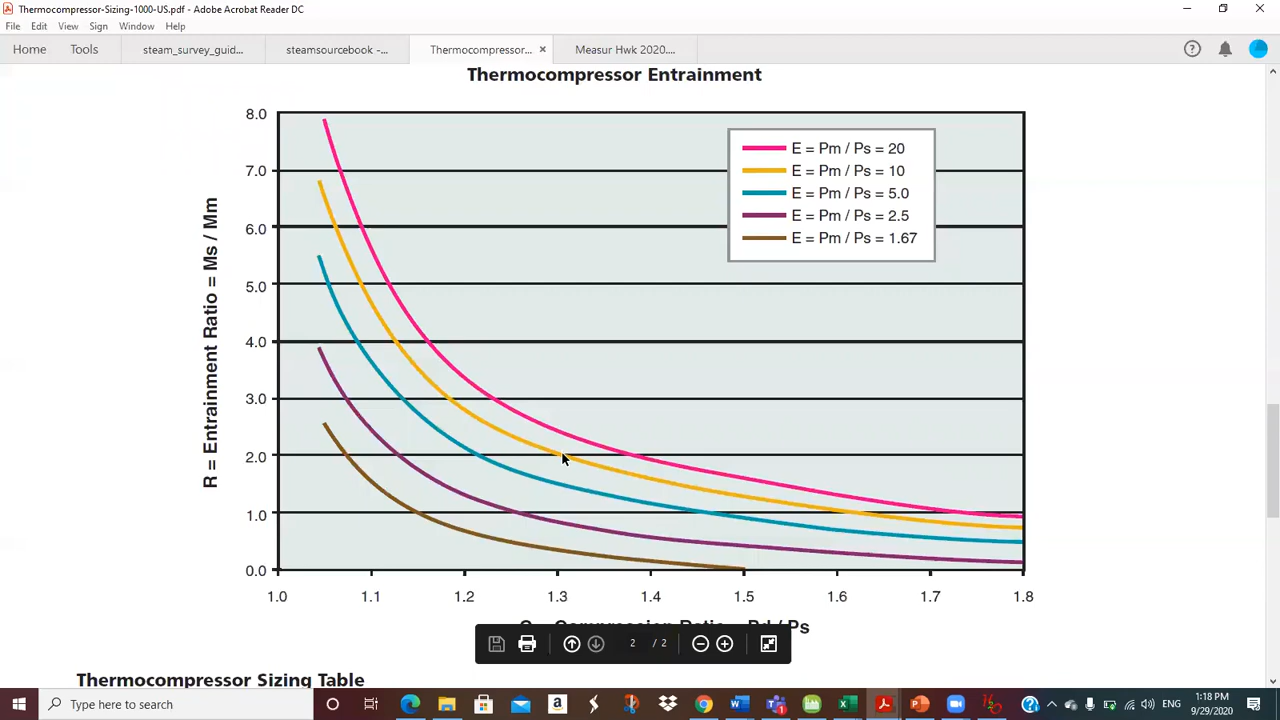 Thermocompressor-Sizing-1000-US.pdf - Adobe Acrobat Reader DC
File Edit View Sign Window Help
Home Tools steam_survey_guid... steamsourcebook -... Thermocompressor... × Measur Hwk 2020....
Thermocompressor Entrainment
8.0
7.0
6.0
5.0
4.0
3.0
2.0
1.0
0.0
R = Entrainment Ratio = Ms / Mm
E = Pm / Ps = 20
E = Pm / Ps = 10
E = Pm / Ps = 5.0
E = Pm / Ps = 2.5
E = Pm / Ps = 1.67
1.0 1.1 1.2 1.3 1.4 1.5 1.6 1.7 1.8
C = Compression Ratio = Pd / Ps
2 / 2
Thermocompressor Sizing Table
Type here to search
ENG
1:18 PM
9/29/2020